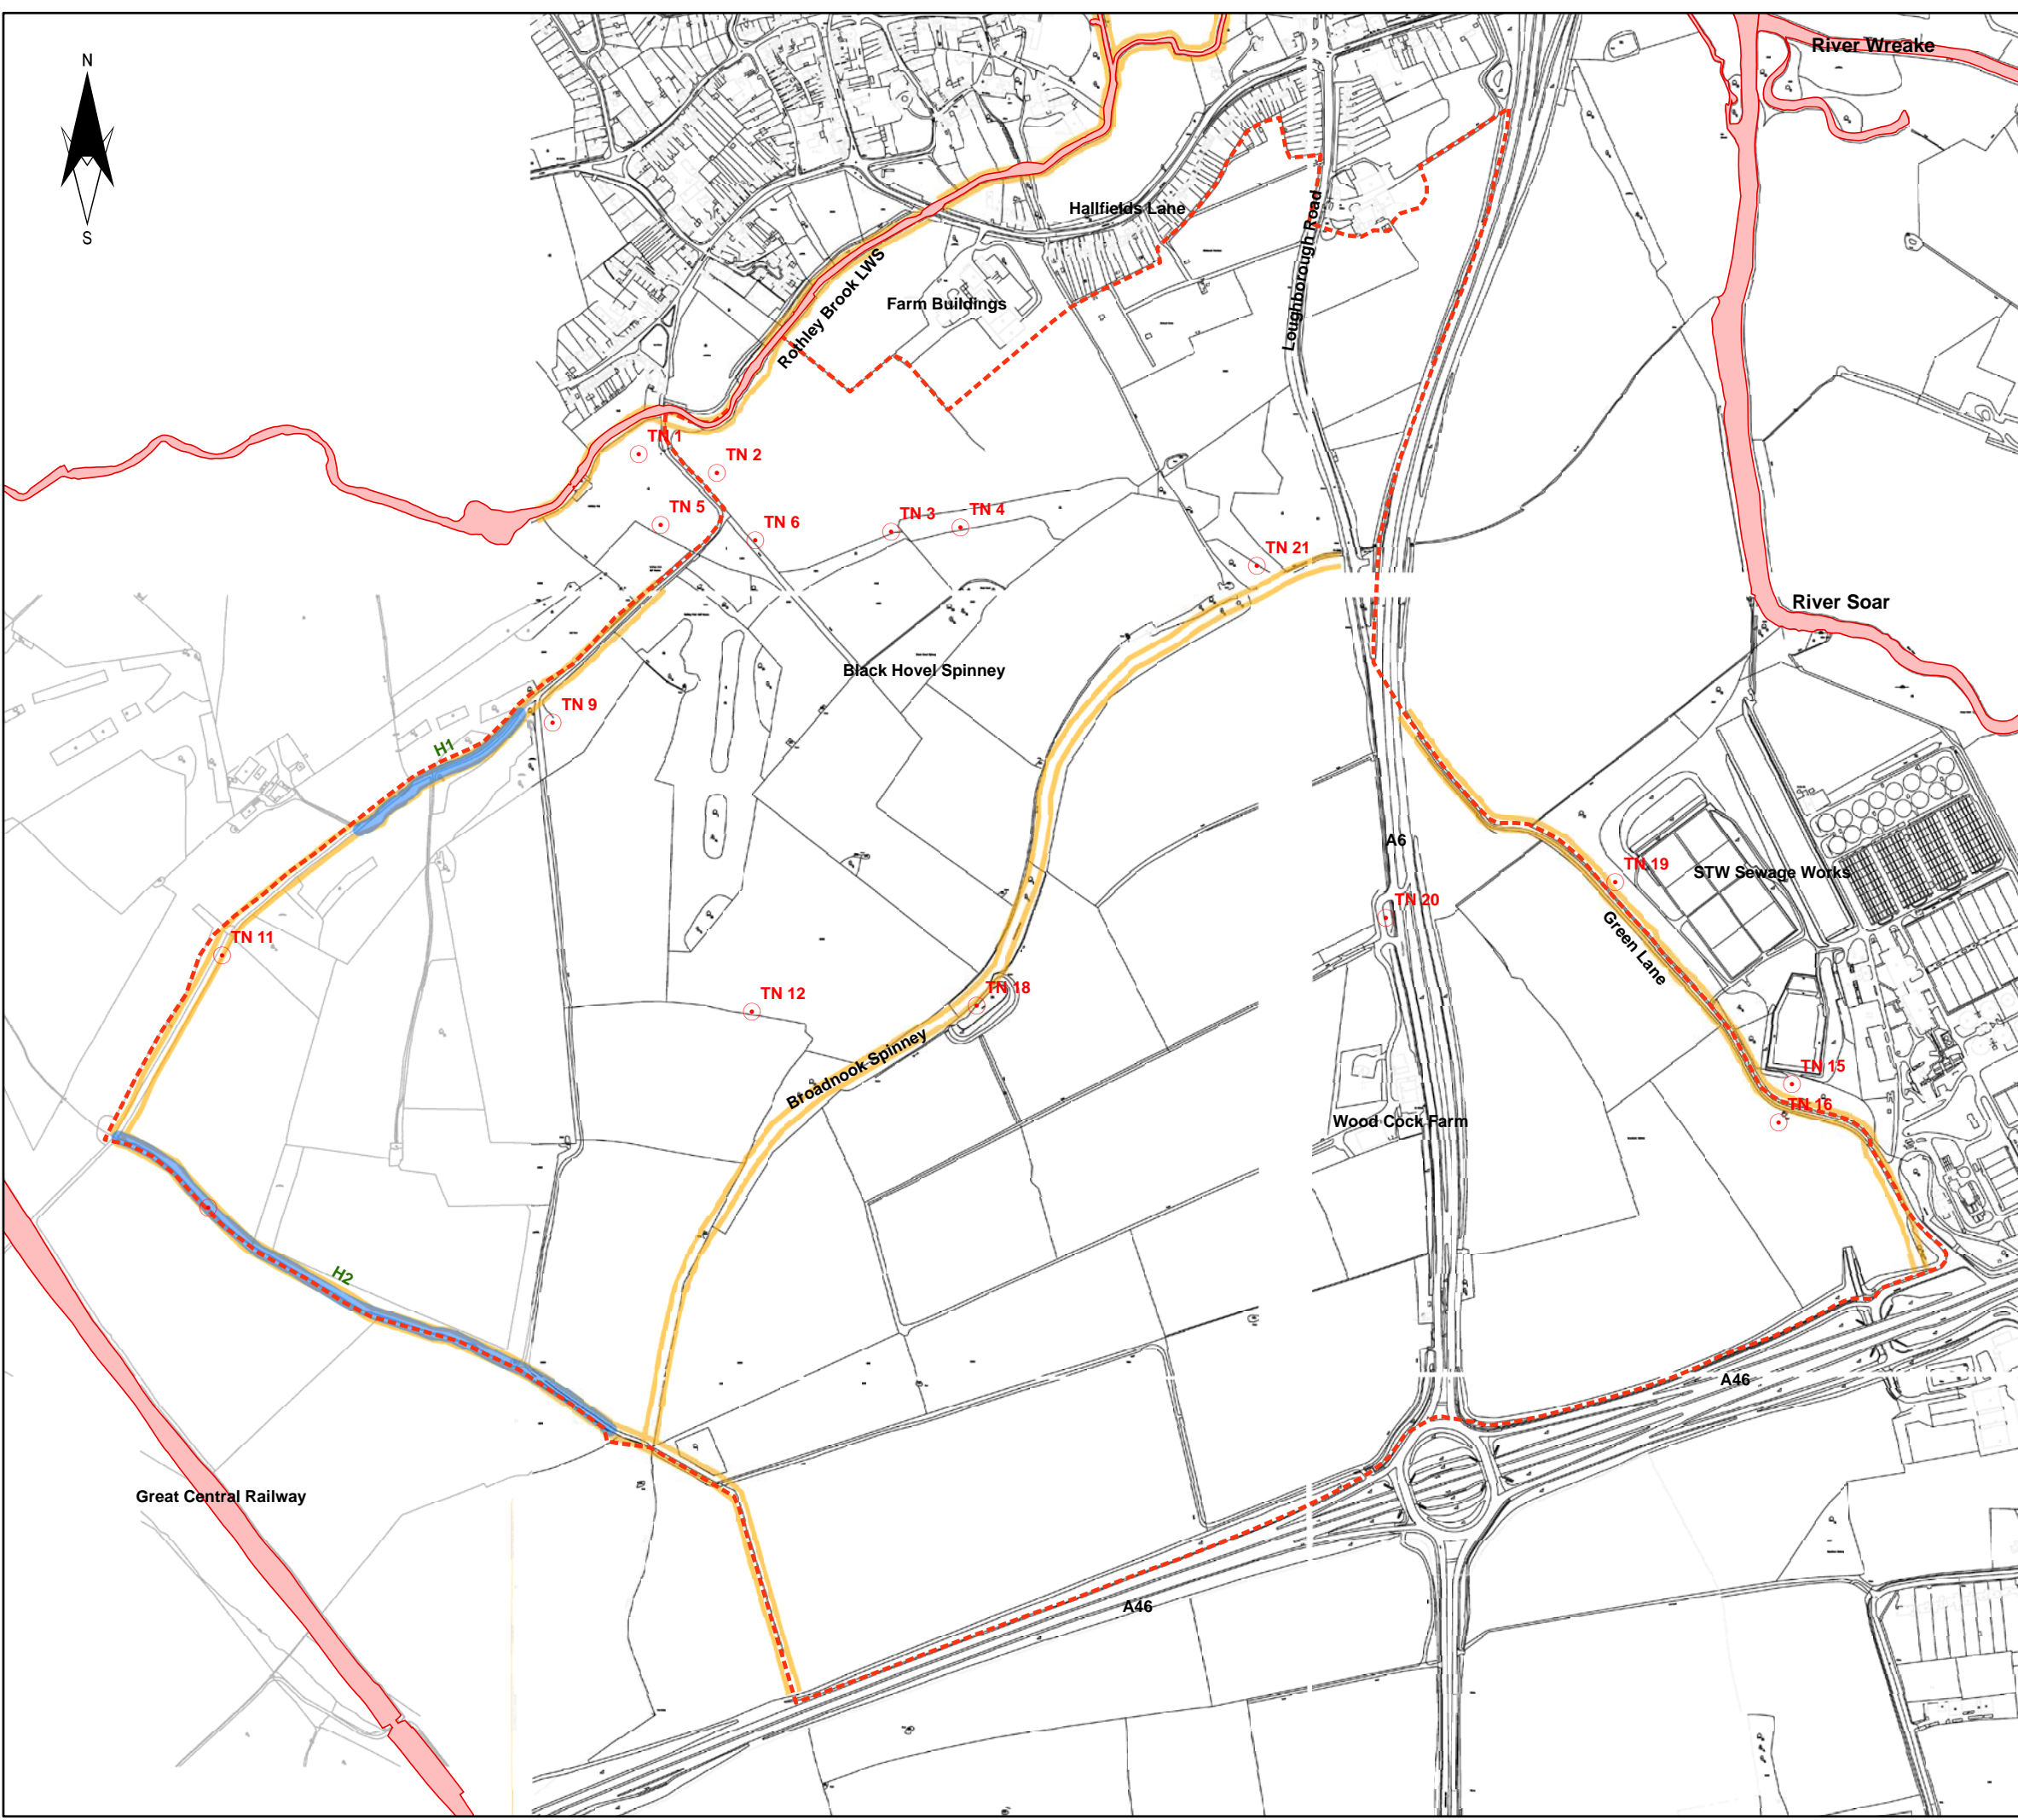 River Wreake
N
S
Hallfields Lane
Loughborough Road
Rothley Brook LWS
Farm Buildings
TN 1
TN 2
TN 5
TN 6
TN 3
TN 4
TN 21
River Soar
Black Hovel Spinney
TN 9
H1
A6
TN 19
STW Sewage Works
TN 20
Green Lane
TN 11
TN 12
TN 18
Broadnook Spinney
TN 15
TN 16
Wood Cock Farm
H2
A46
Great Central Railway
A46